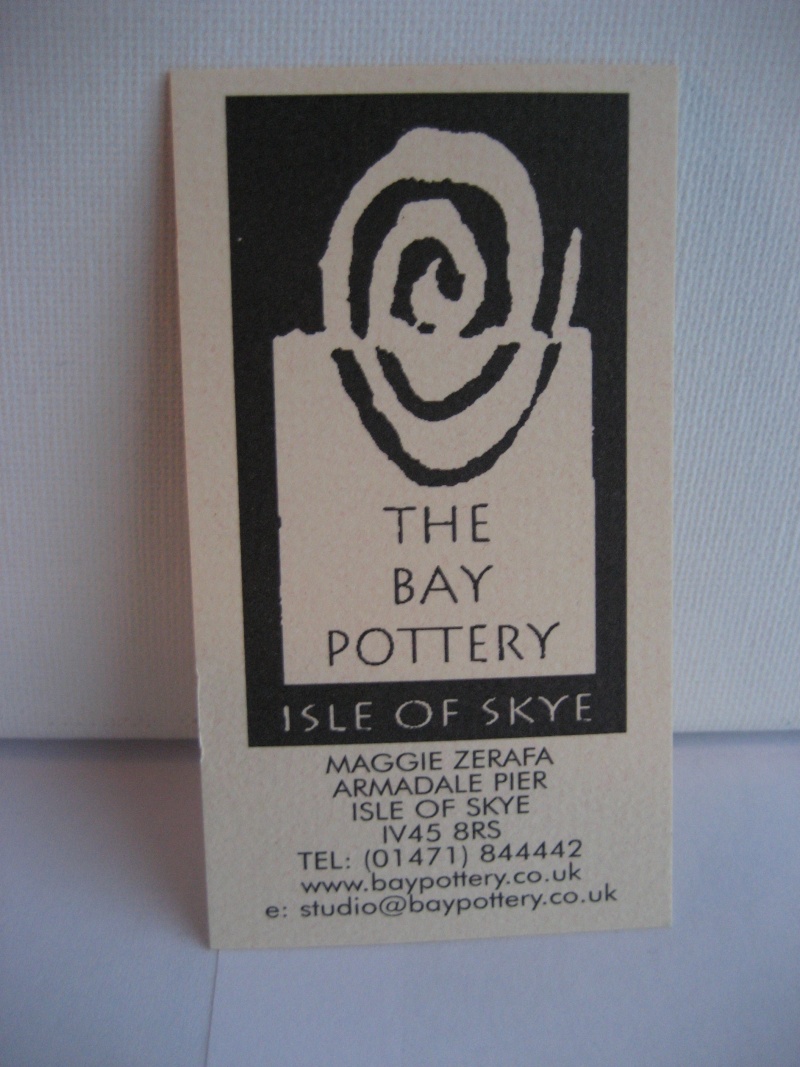 THE
BAY
POTTERY
ISLE OF SKYE
MAGGIE ZERAFA
ARMADALE PIER
ISLE OF SKYE
IV45 8RS
TEL: (01471) 844442
www.baypottery.co.uk
e: studio@baypottery.co.uk